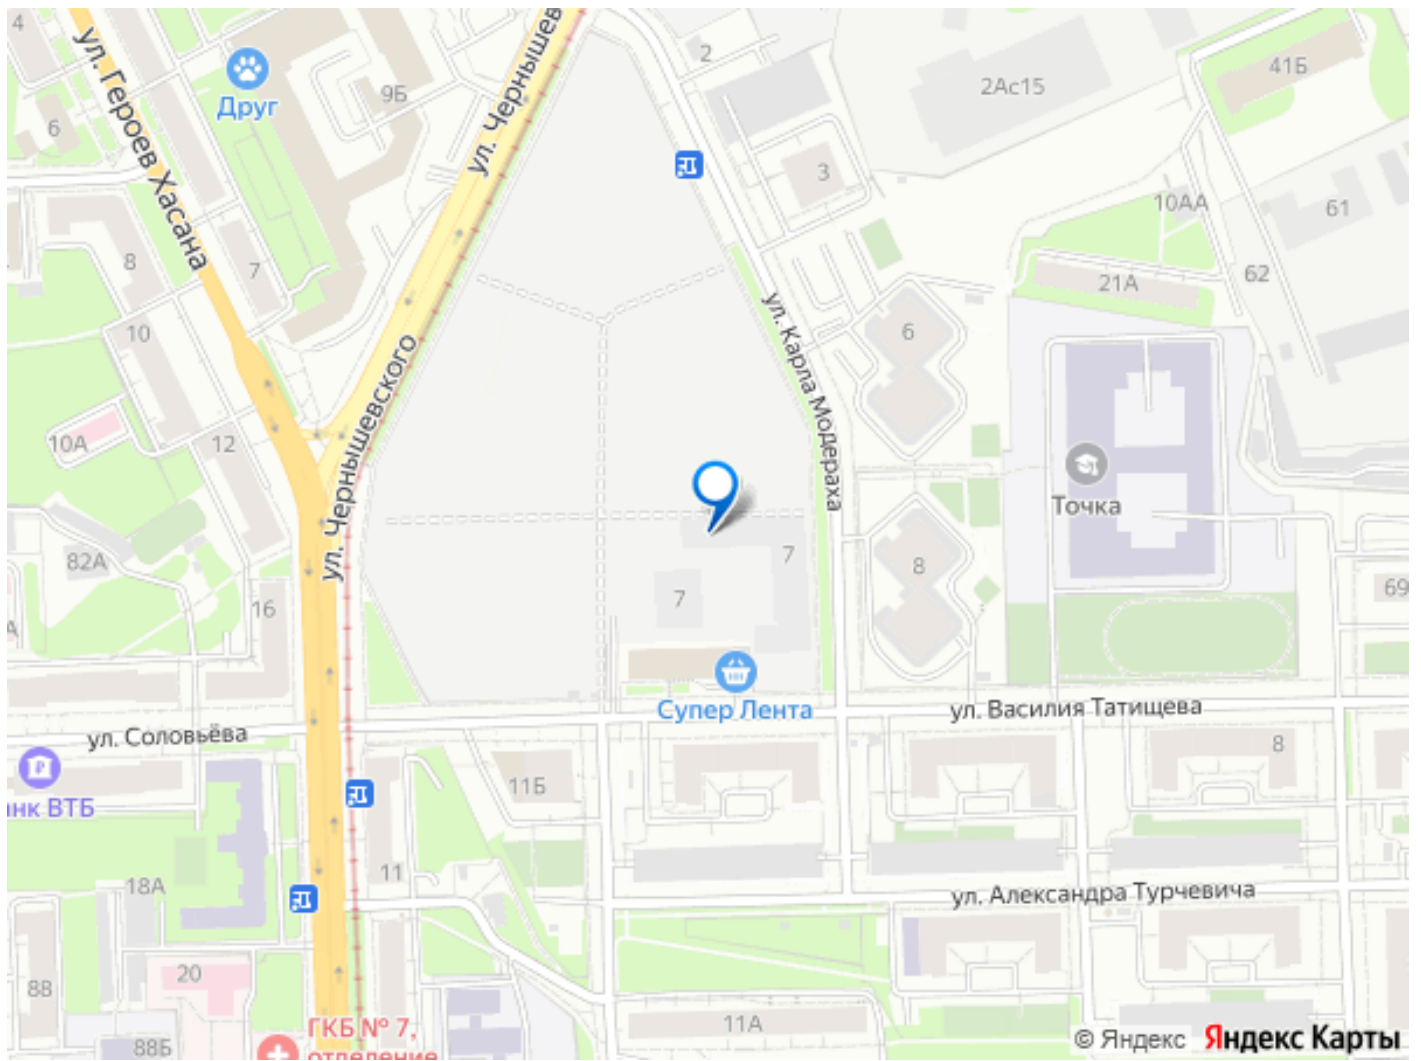 4
ул. Героев Хасана
Друг
9Б
ул. Чернышев
2
2Ас15
41Б
6
3
10АА
61
8
7
62
21А
10
ул. Карла Модераха
6
ул. Чернышевского
10А
12
Точка
82А
7
8
16
7
69
Супер Лента
ул. Василия Татищева
ул. Соловьёва
8
нк ВТБ
11Б
18А
11
ул. Александра Турчевича
20
8В
11А
ГКБ № 7,
отделение
88Б
© Яндекс Яндекс Карты